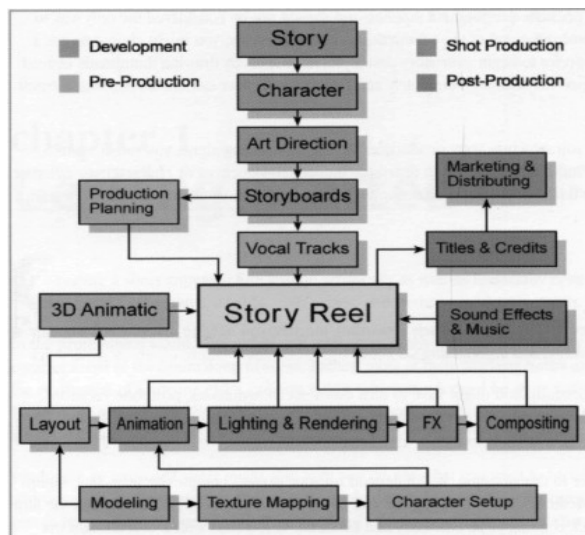 Development
Pre-Production
Shot Production
Post-Production
Story
Character
Art Direction
Storyboards
Vocal Tracks
Production
Planning
Marketing &
Distributing
Titles & Credits
3D Animatic
Story Reel
Sound Effects
& Music
Layout
Animation
Lighting & Rendering
FX
Compositing
Modeling
Texture Mapping
Character Setup
chapter 1